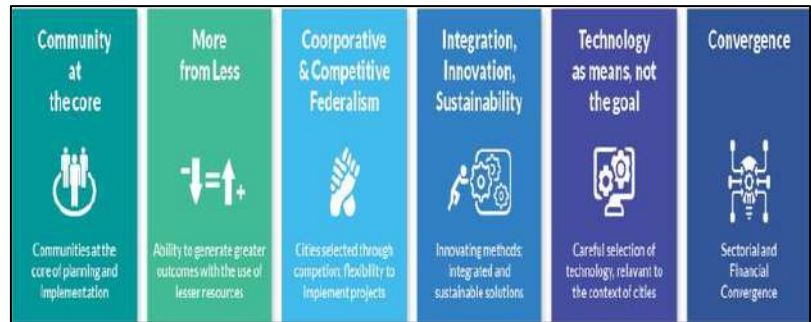 Community
at
the core
Communities at the
core of planning and
Implementation
More
from Less
Ability to generate greater
outcomes with the use of
lesser resources
Coorporative
& Competitive
Federalism
Cities selected through
competion; flexibility to
implement projects
Integration,
Innovation,
Sustainability
Innovating methods;
integrated and
sustainable solutions
Technology
as means, not
the goal
Careful selection of
technology, relavant to
the context of cities
Convergence
Sectorial and
Financial
Convergence